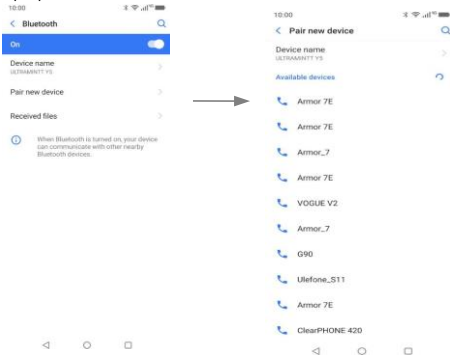 10:00
Bluetooth
On
Device name
ULTRAMINTT Y5
Pair new device
Received files
When Bluetooth is turned on, your device
can communicate with other nearby
Bluetooth devices.
10:00
Pair new device
Device name
ULTRAMINTT Y5
Available devices
Armor 7E
Armor 7E
Armor_7
Armor 7E
VOGUE V2
Armor_7
G90
Ulefone_S11
Armor 7E
ClearPHONE 420